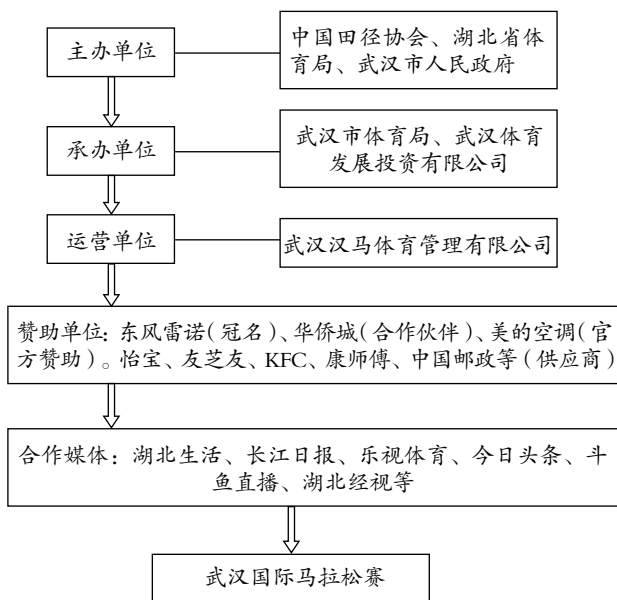 主办单位
中国田径协会、湖北省体
育局、武汉市人民政府
承办单位
武汉市体育局、武汉体育
发展投资有限公司
运营单位
武汉汉马体育管理有限公司
赞助单位：东风雷诺(冠名)、华侨城(合作伙伴)、美的空调(官
方赞助)。怡宝、友芝友、KFC、康师傅、中国邮政等(供应商)
合作媒体：湖北生活、长江日报、乐视体育、今日头条、斗
鱼直播、湖北经视等
武汉国际马拉松赛